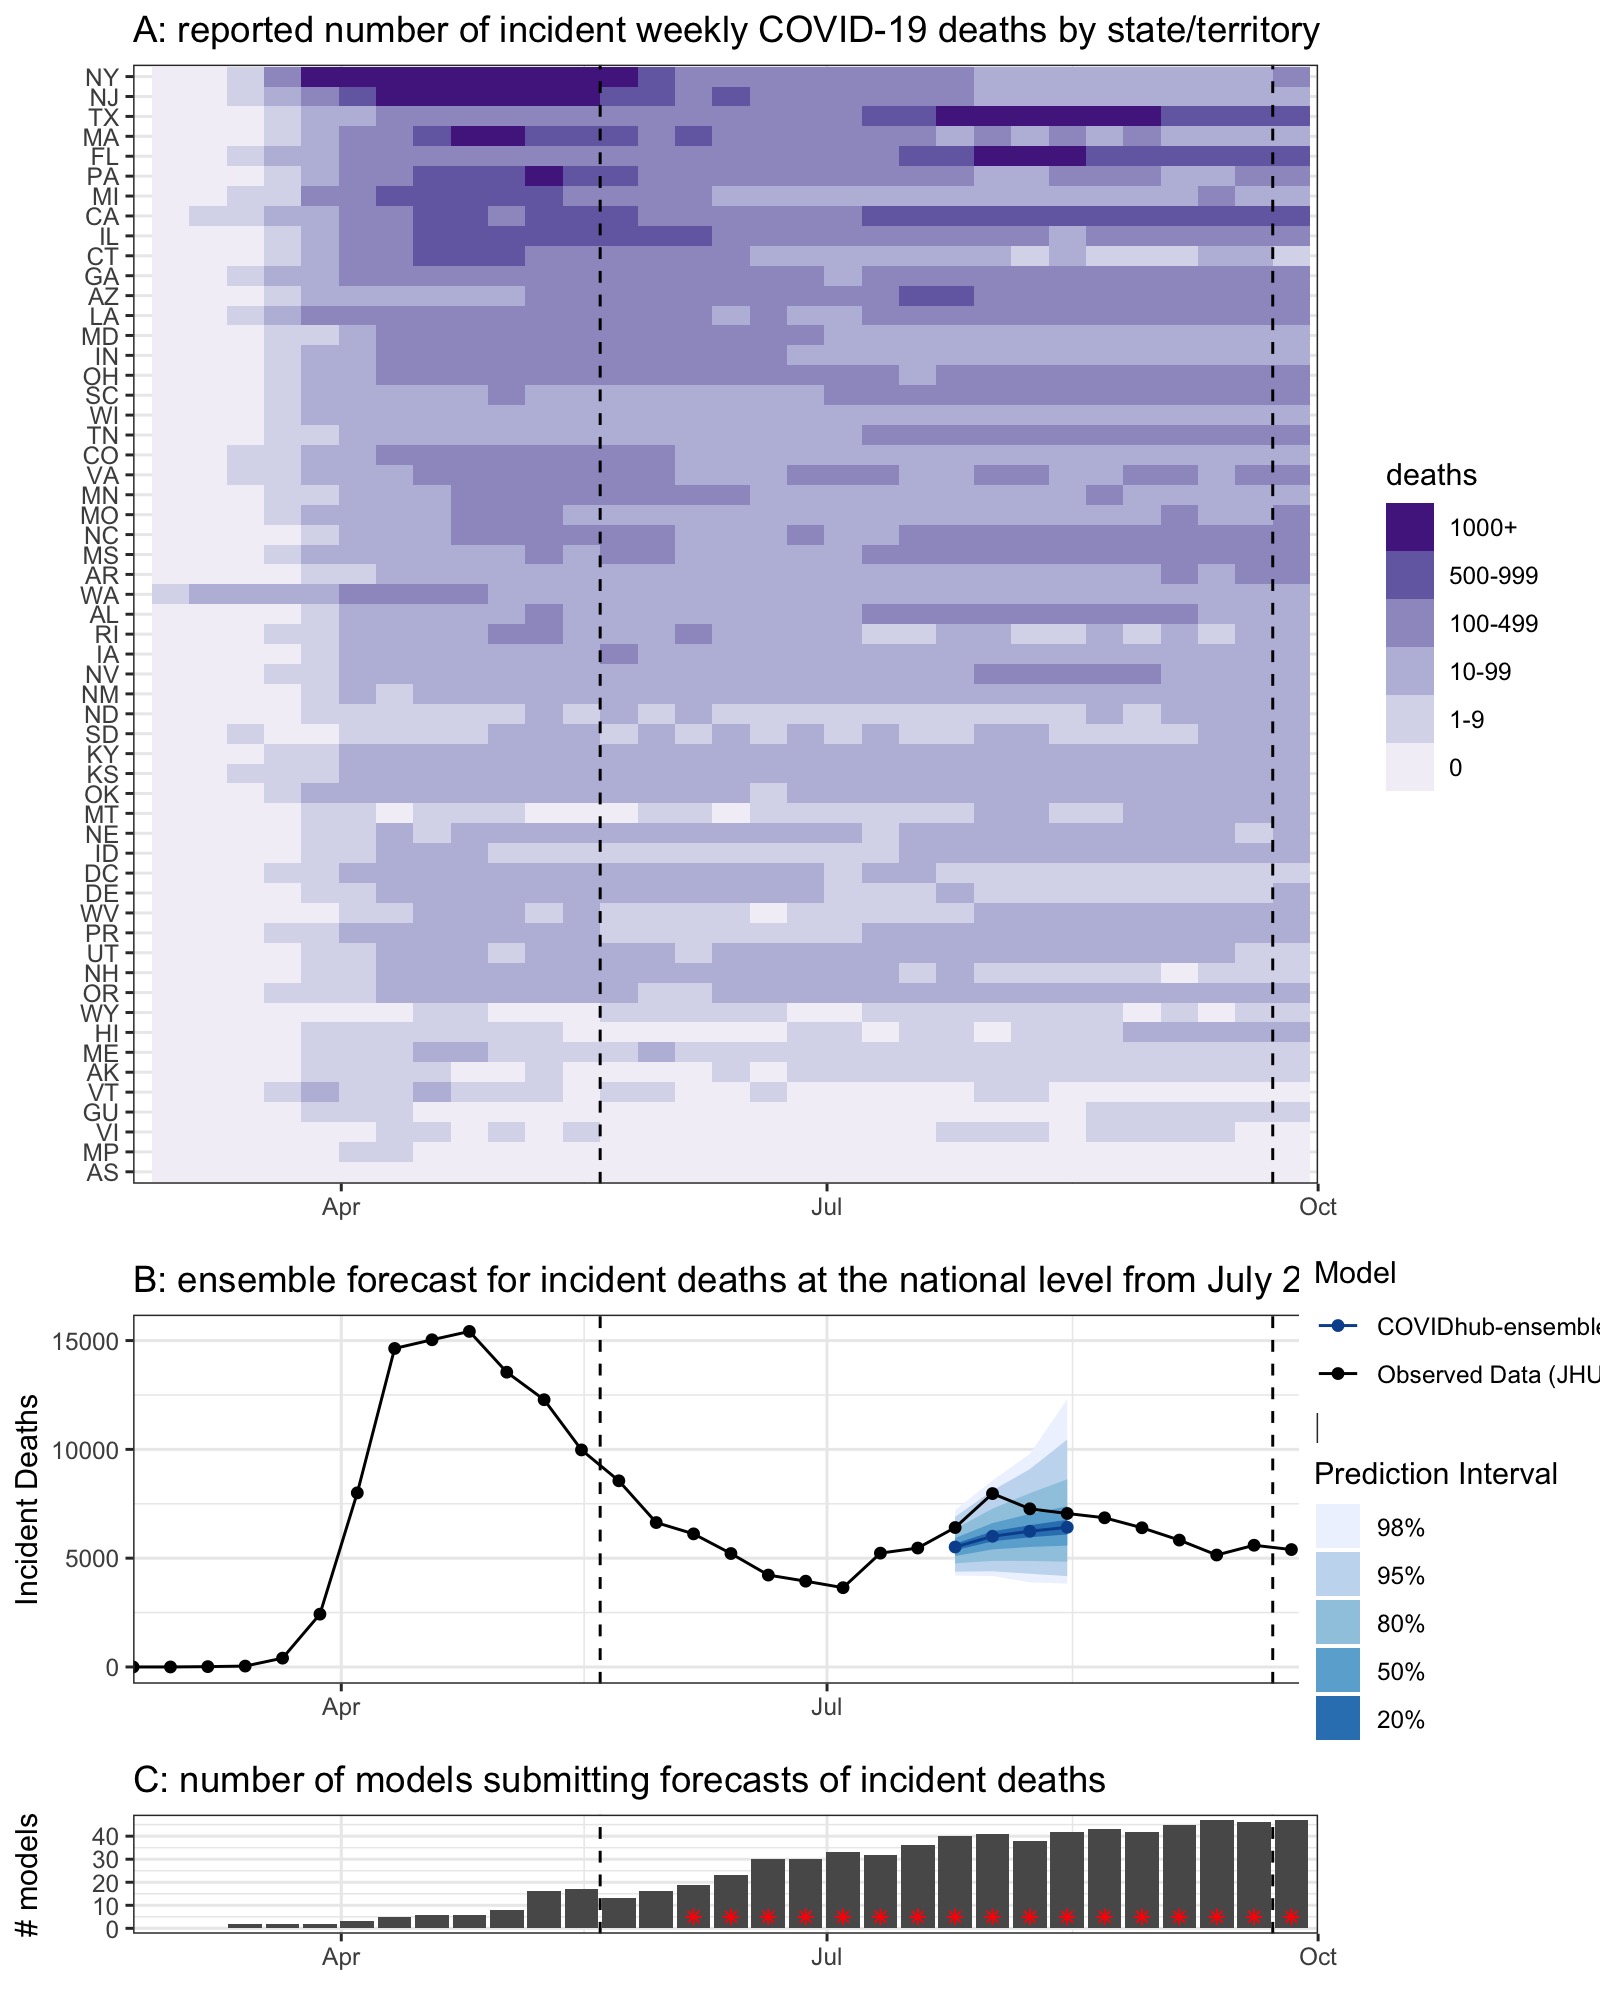 A: reported number of incident weekly COVID-19 deaths by state/territory
NY
NJ
TX
MA
FL
PA
MI
CA
IL
CT
GA
AZ
LA
MD
IN
OH
SC
WI
TN
CO
VA
MN
MO
NC
MS
AR
WA
AL
RI
IA
NV
NM
ND
SD
KY
KS
OK
MT
NE
ID
DC
DE
WV
PR
UT
NH
OR
WY
HI
ME
AK
VT
GU
VI
MP
AS
Apr Jul Oct
deaths
1000+
500-999
100-499
10-99
1-9
0
B: ensemble forecast for incident deaths at the national level from July 2
Incident Deaths
15000
10000
5000
0
Apr Jul
Model
COVIDhub-ensemble
Observed Data (JHU
Prediction Interval
98%
95%
80%
50%
20%
C: number of models submitting forecasts of incident deaths
# models
40
30
20
10
0
Apr Jul Oct